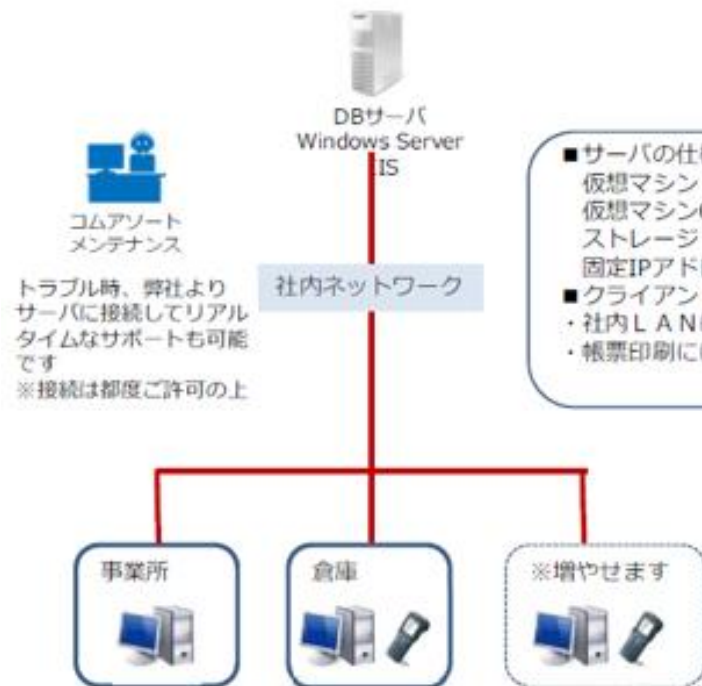 DBサーバ
Windows Server
IIS
コムアソート
メンテナンス
トラブル時、弊社より
サーバに接続してリアル
タイムなサポートも可能
です
※接続は都度ご許可の上
社内ネットワーク
■サーバの仕
仮想マシン
仮想マシン
ストレージ
固定IPアド
■クライアン
・社内ＬＡＮ
・帳票印刷に
事業所
倉庫
※増やせます